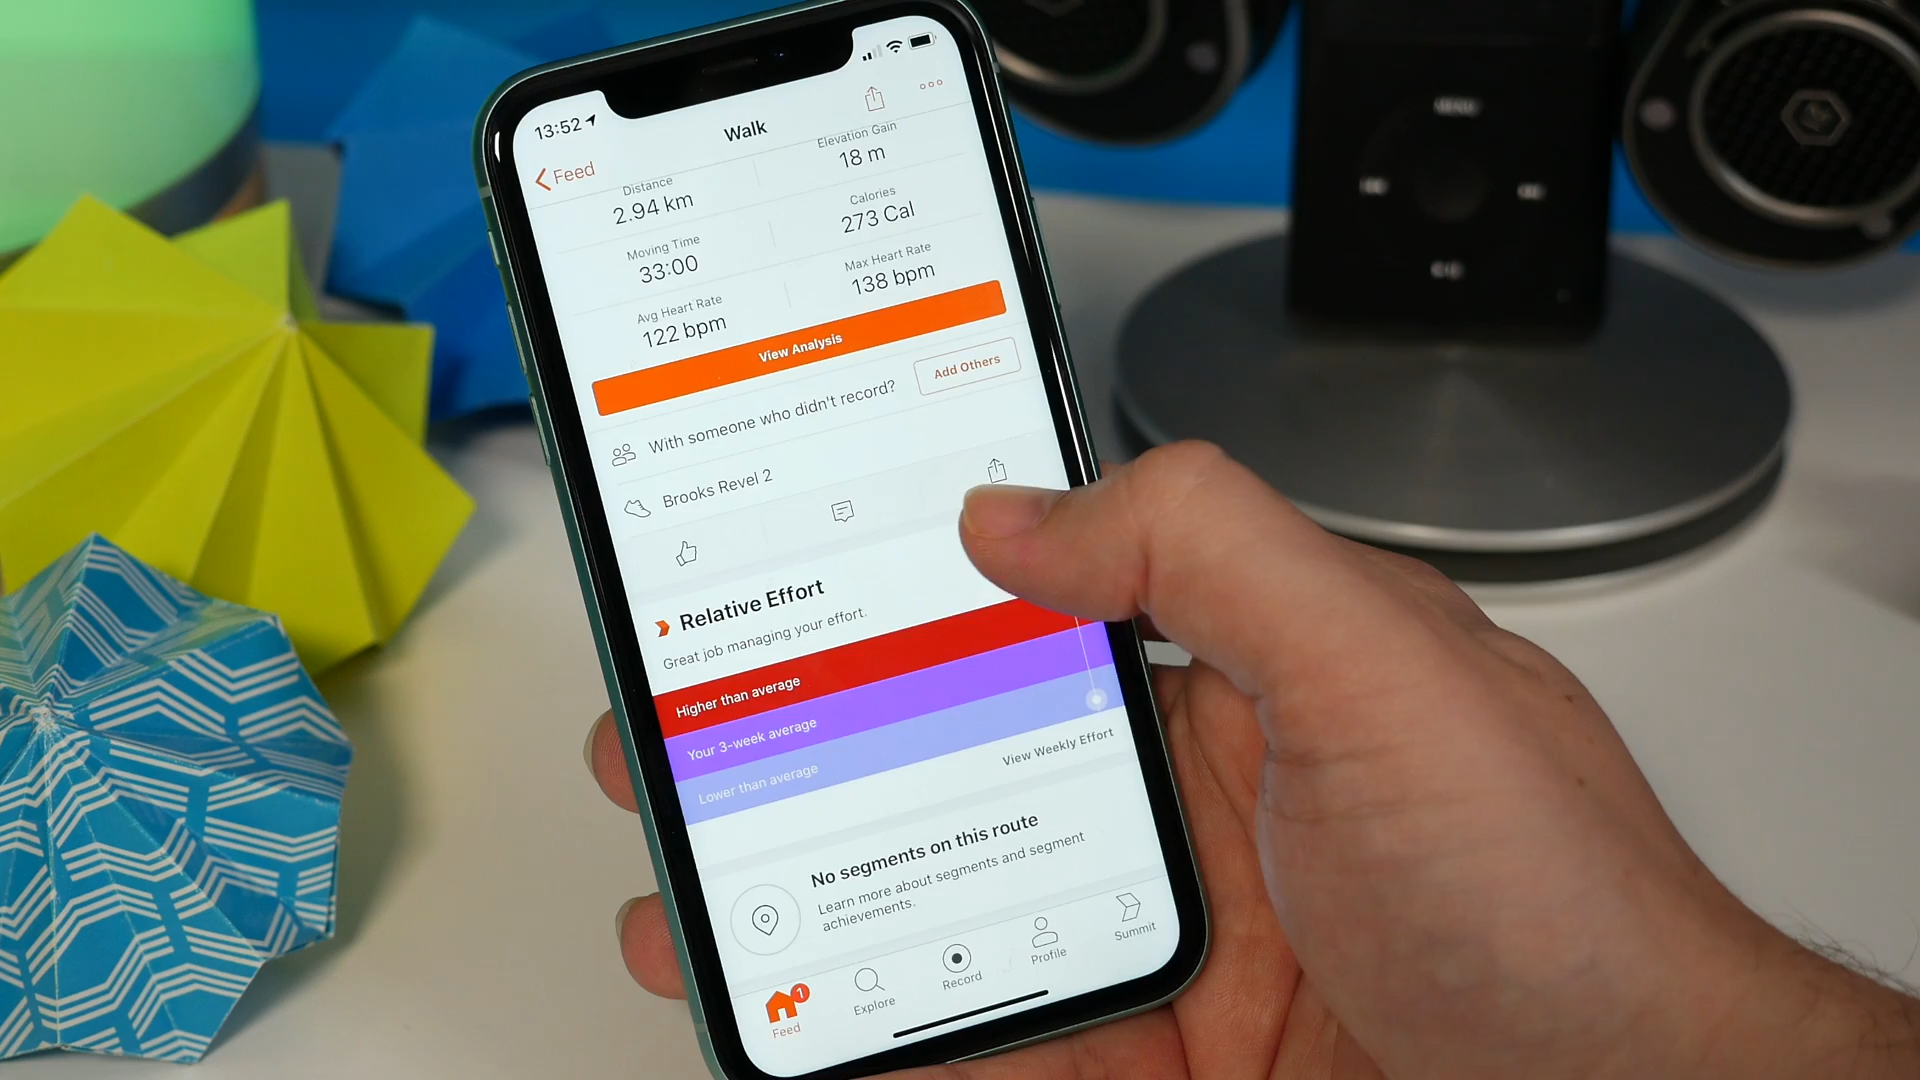 13:52
Feed
Walk
Distance
2.94 km
Elevation Gain
18 m
Moving Time
33:00
Calories
273 Cal
Avg Heart Rate
122 bpm
Max Heart Rate
138 bpm
View Analysis
With someone who didn't record?
Add Others
Brooks Revel 2
Relative Effort
Great job managing your effort.
Higher than average
Your 3-week average
Lower than average
View Weekly Effort
No segments on this route
Learn more about segments and segment
achievements.
1
Feed
Explore
Record
Profile
Summit
MENU